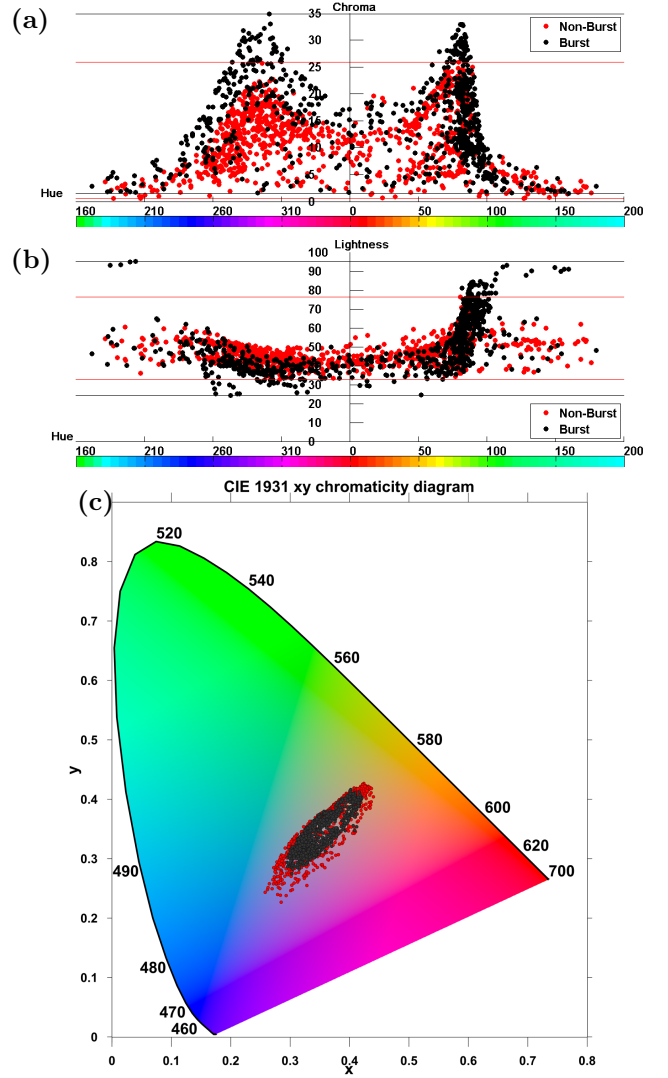 (a)
Chroma
35
30
25
20
15
10
5
0
Non-Burst
Burst
Hue
160 210 260 310 0 50 100 150 200
(b)
Lightness
100
90
80
70
60
50
40
30
20
10
0
Non-Burst
Burst
Hue
160 210 260 310 0 50 100 150 200
(c)
CIE 1931 xy chromaticity diagram
520
540
560
580
600
620
700
490
480
470
460
y
0.8
0.7
0.6
0.5
0.4
0.3
0.2
0.1
0
0 0.1 0.2 0.3 0.4 0.5 0.6 0.7 0.8
x